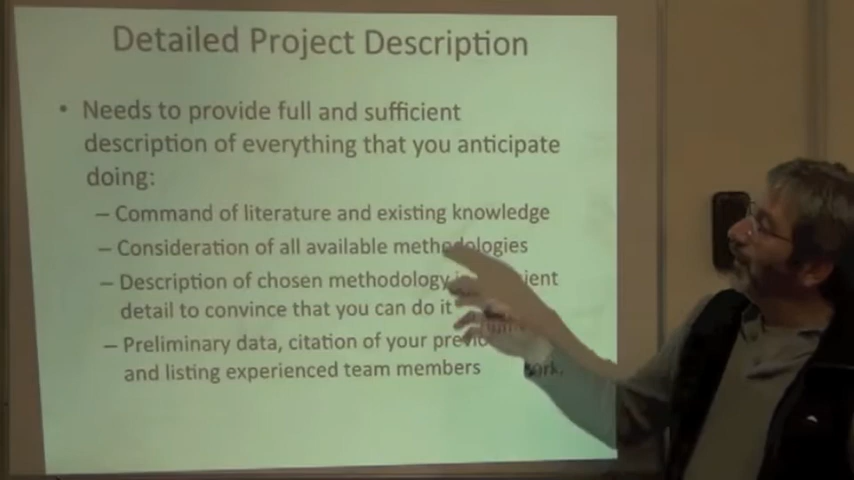 Detailed Project Description
• Needs to provide full and sufficient
description of everything that you anticipate
doing:
– Command of literature and existing knowledge
– Consideration of all available methodologies
– Description of chosen methodology
detail to convince that you can do it
– Preliminary data, citation of your
and listing experienced team members